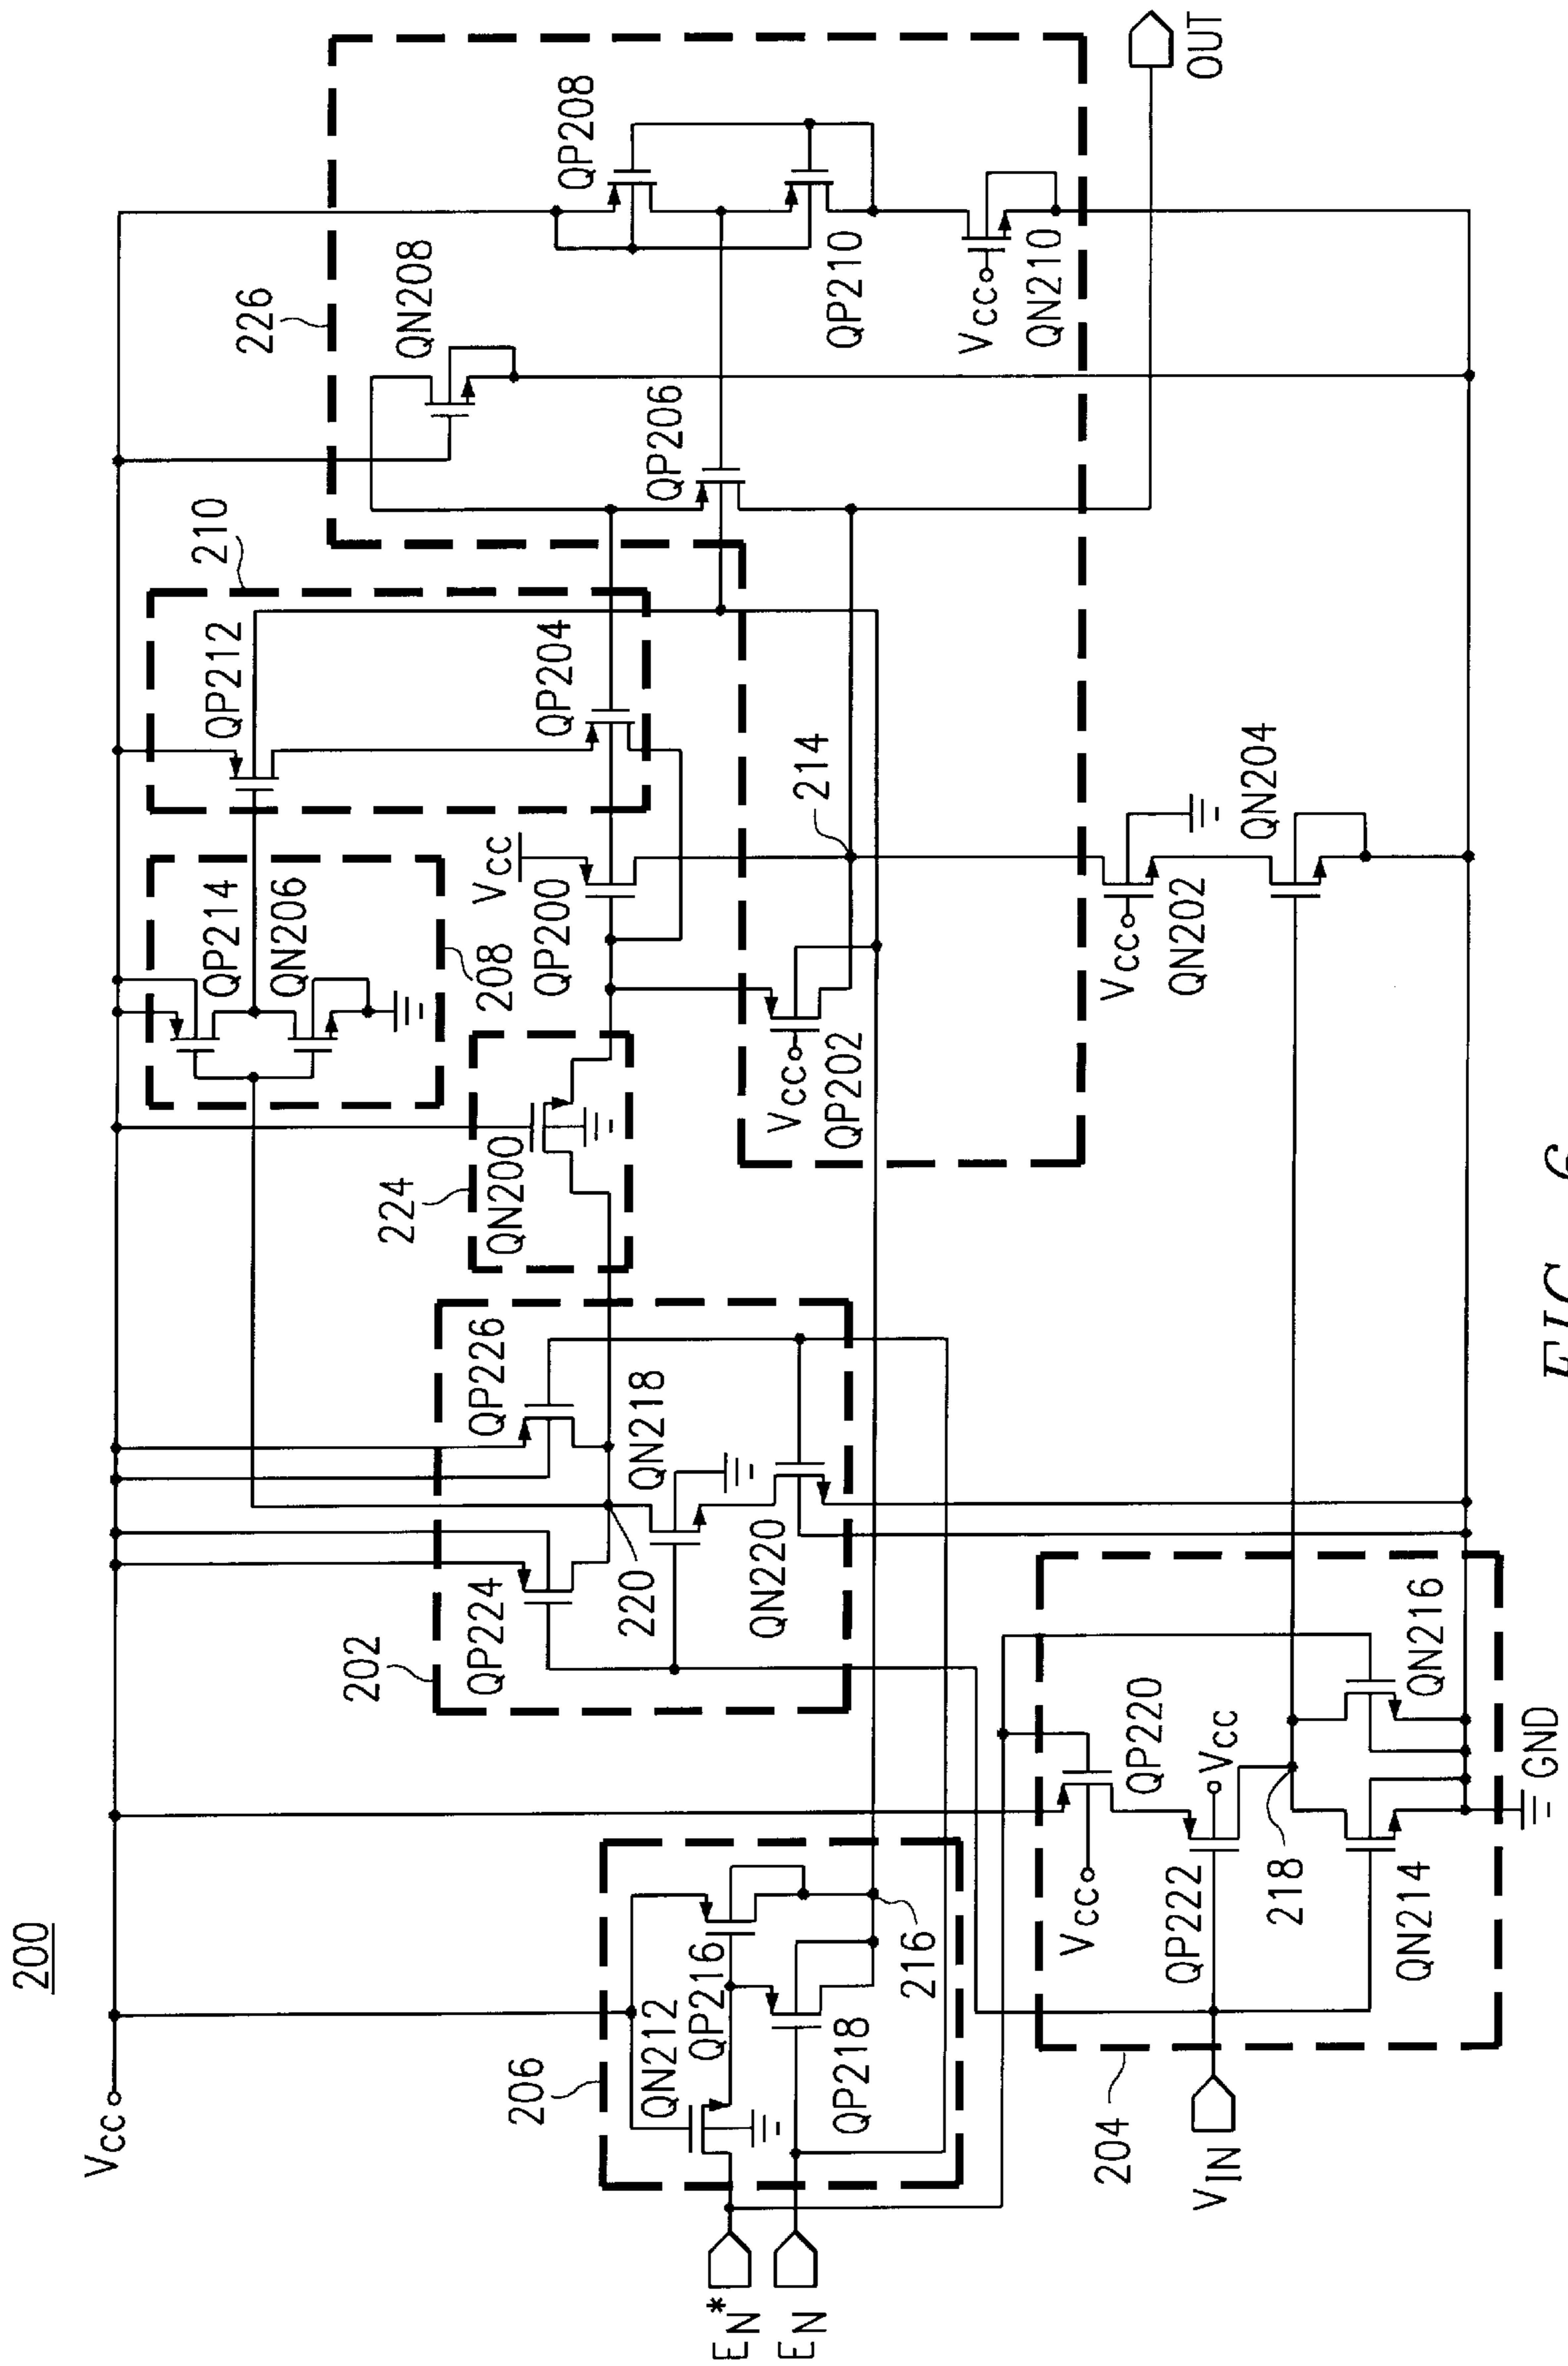 200
Vcc
226
QN208
QP208
210
QP212
QP214
QN206
208
QP204
QP206
QP210
Vcc
QN210
Vcc
QP200
224
QN200
214
Vcc
QP202
OUT
202
QP226
QN218
QP224
220
QN220
Vcc
QN202
QN204
206
QN212
QP216
QP218
216
EN*
EN
QP220
Vcc
QP222
Vcc
218
QN214
QN216
204
VIN
GND
FIG. 6